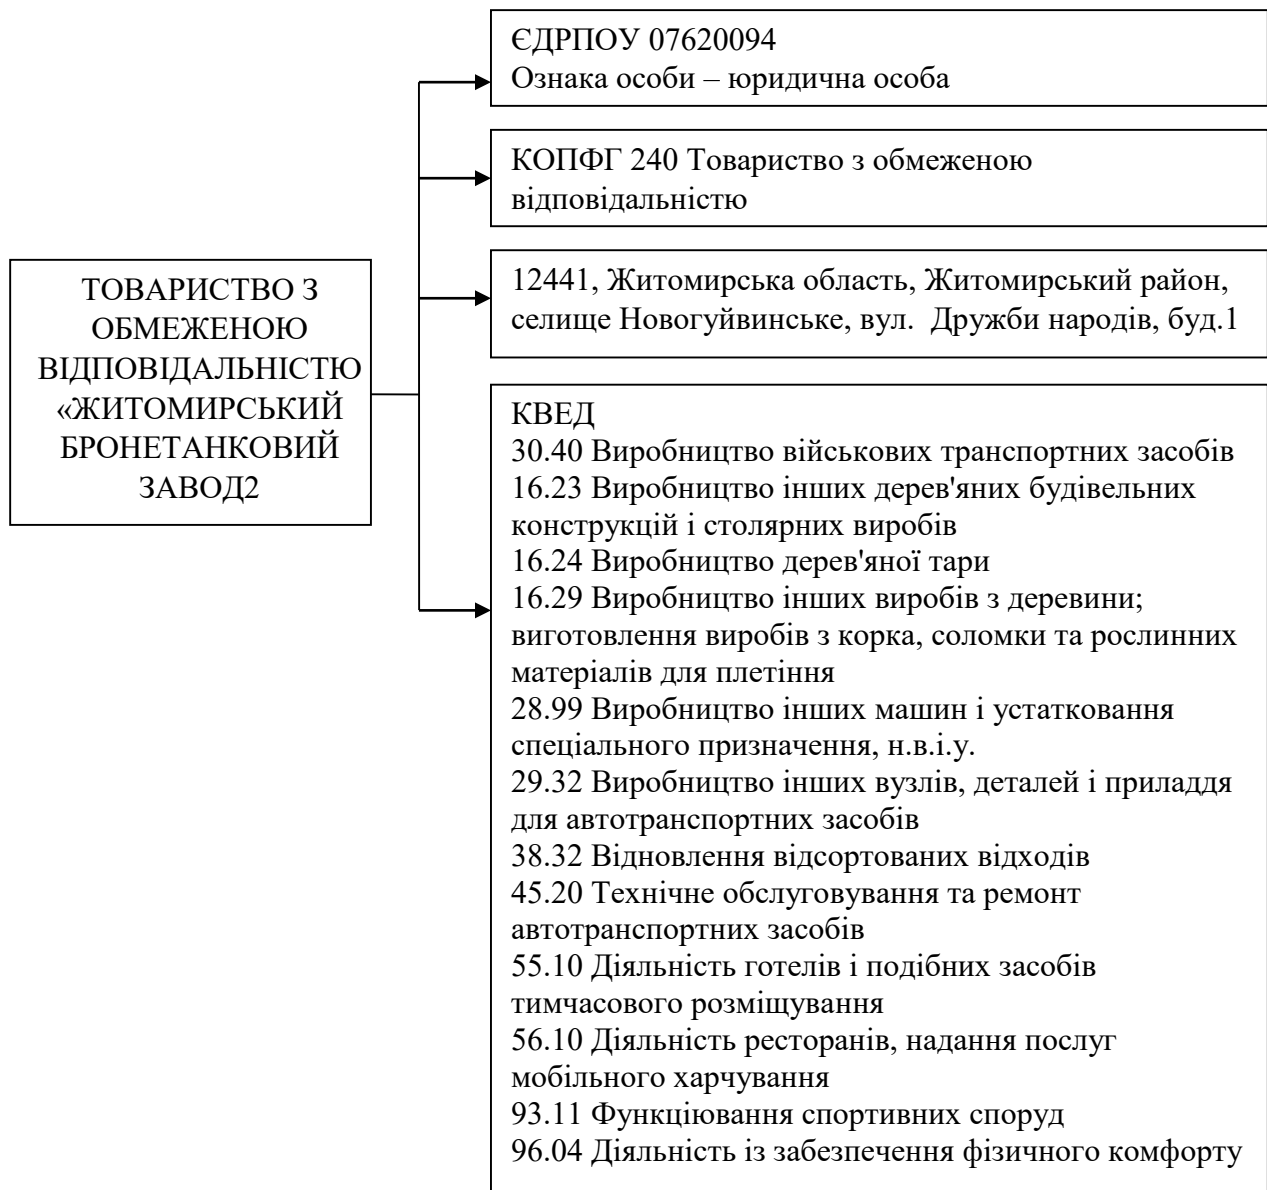 ТОВАРИСТВО З
ОБМЕЖЕНОЮ
ВІДПОВІДАЛЬНІСТЮ
«ЖИТОМИРСЬКИЙ
БРОНЕТАНКОВИЙ
ЗАВОД2
ЄДРПОУ 07620094
Ознака особи – юридична особа
КОПФГ 240 Товариство з обмеженою
відповідальністю
12441, Житомирська область, Житомирський район,
селище Новогуйвинське, вул. Дружби народів, буд.1
КВЕД
30.40 Виробництво військових транспортних засобів
16.23 Виробництво інших дерев'яних будівельних
конструкцій і столярних виробів
16.24 Виробництво дерев'яної тари
16.29 Виробництво інших виробів з деревини;
виготовлення виробів з корка, соломки та рослинних
матеріалів для плетіння
28.99 Виробництво інших машин і устатковання
спеціального призначення, н.в.і.у.
29.32 Виробництво інших вузлів, деталей і приладдя
для автотранспортних засобів
38.32 Відновлення відсортованих відходів
45.20 Технічне обслуговування та ремонт
автотранспортних засобів
55.10 Діяльність готелів і подібних засобів
тимчасового розміщування
56.10 Діяльність ресторанів, надання послуг
мобільного харчування
93.11 Функціювання спортивних споруд
96.04 Діяльність із забезпечення фізичного комфорту